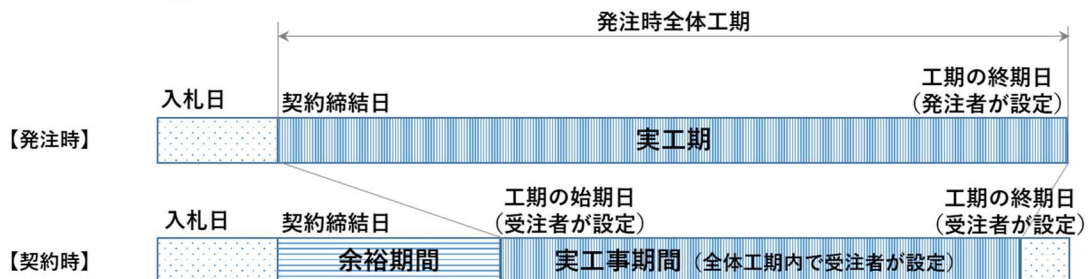 発注時全体工期
入札日
契約締結日
工期の終期日
（発注者が設定）
【発注時】
実工期
入札日
契約締結日
工期の始期日
（受注者が設定）
工期の終期日
（受注者が設定）
【契約時】
余裕期間
実工事期間（全体工期内で受注者が設定）